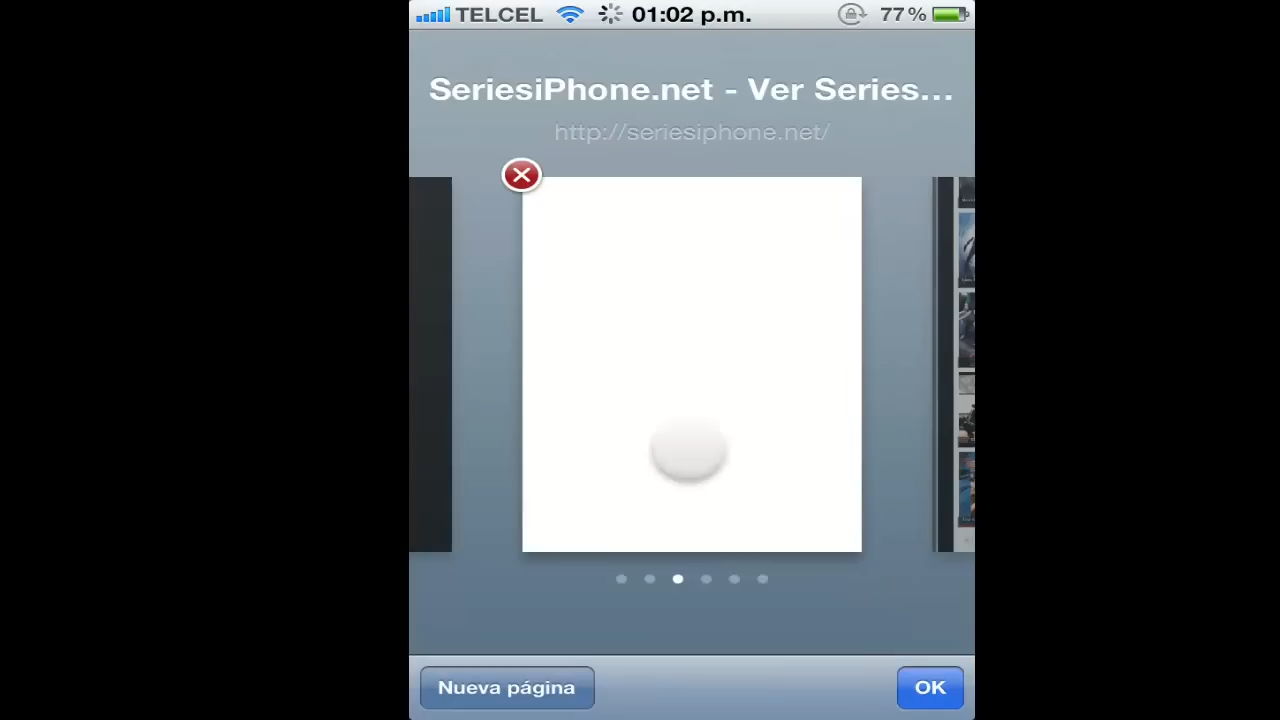 TELCEL 01:02 p.m. 77%
SeriesiPhone.net - Ver Series...
http://seriesiphone.net/
Nueva página OK